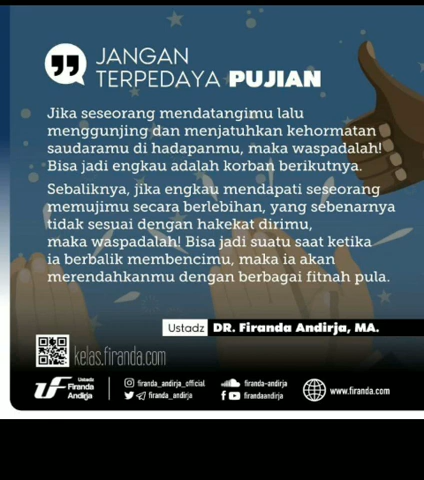 JANGAN
TERPEDAYA PUJIAN
Jika seseorang mendatangimu lalu
menggunjing dan menjatuhkan kehormatan
saudaramu di hadapanmu, maka waspadalah!
Bisa jadi engkau adalah korban berikutnya.
Sebaliknya, jika engkau mendapati seseorang
memujimu secara berlebihan, yang sebenarnya
tidak sesuai dengan hakekat dirimu,
maka waspadalah! Bisa jadi suatu saat ketika
ia berbalik membencimu, maka ia akan
merendahkanmu dengan berbagai fitnah pula.
Ustadz DR. Firanda Andirja, MA.
kelas.firanda.com
UF Ustadz Firanda Andirja
firanda_andirja_official
firanda_andirja
firanda-andirja
firandaandirja
www.firanda.com